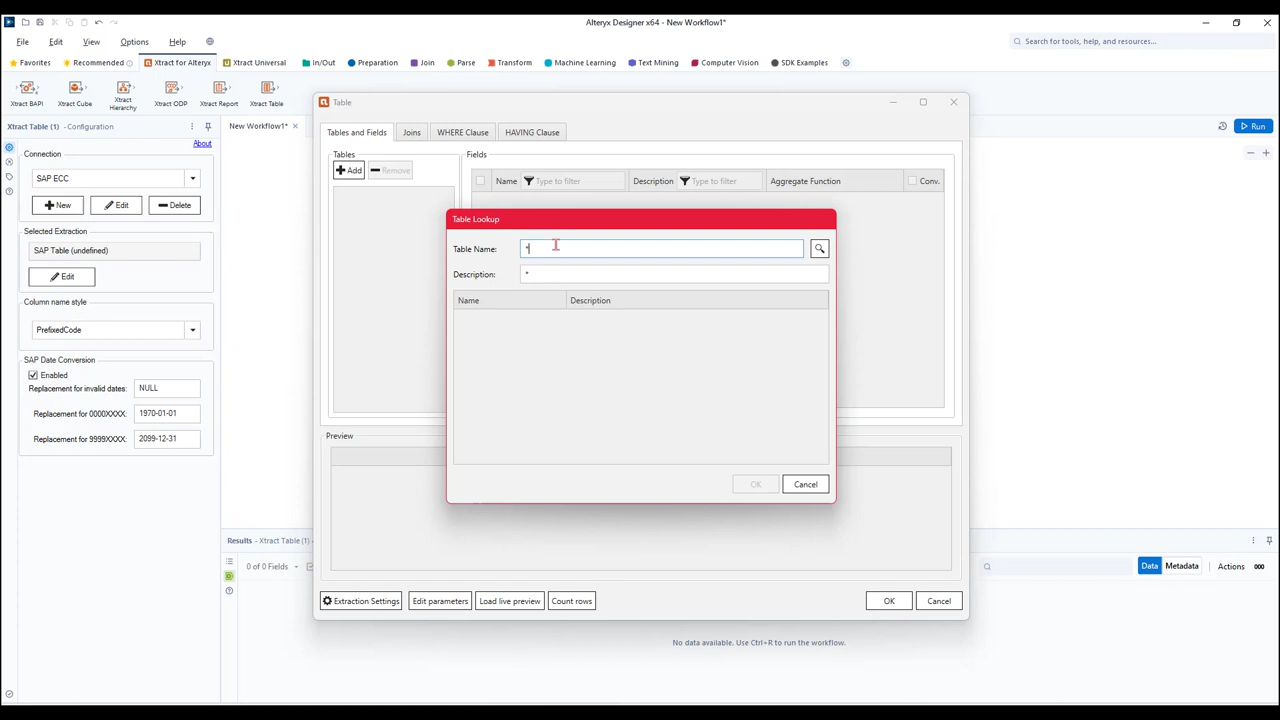 Alteryx Designer x64 - New Workflow1*
File Edit View Options Help
Search for tools, help, and resources...
Favorites Recommended Xtract for Alteryx Xtract Universal In/Out Preparation Join Parse Transform Machine Learning Text Mining Computer Vision SDK Examples
Xtract BAPI Xtract Cube Xtract Hierarchy Xtract ODP Xtract Report Xtract Table
Xtract Table (1) - Configuration
About
Connection
SAP ECC
New Edit Delete
Selected Extraction
SAP Table (undefined)
Edit
Column name style
PrefixedCode
SAP Date Conversion
Enabled
Replacement for invalid dates: NULL
Replacement for 0000XXXX: 1970-01-01
Replacement for 9999XXXX: 2099-12-31
New Workflow1*
Run
Table
Tables and Fields Joins WHERE Clause HAVING Clause
Tables
Add Remove
Fields
Name Type to filter Description Type to filter Aggregate Function Conv.
Table Lookup
Table Name: *
Description: *
Name Description
OK Cancel
Preview
Extraction Settings Edit parameters Load live preview Count rows OK Cancel
Results - Xtract Table (1)
0 of 0 Fields
Data Metadata Actions 000
No data available. Use Ctrl+R to run the workflow.